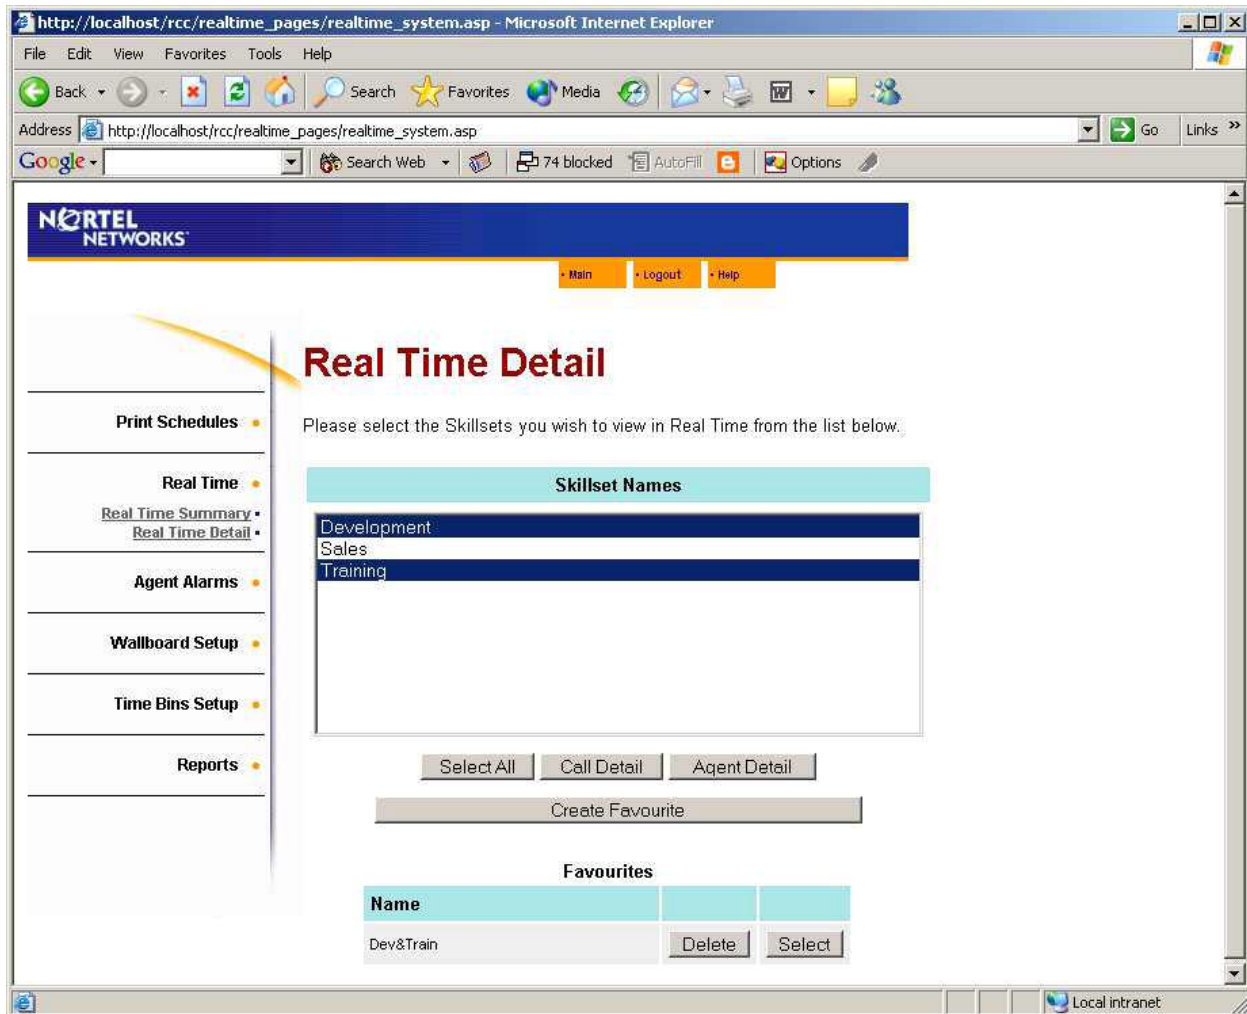 http://localhost/rcc/realtime_pages/realtime_system.asp - Microsoft Internet Explorer
File Edit View Favorites Tools Help
Back Search Favorites Media
Address http://localhost/rcc/realtime_pages/realtime_system.asp Go Links »
Google Search Web 74 blocked AutoFill Options
NORTEL
NETWORKS
• Main • Logout • Help
Real Time Detail
Print Schedules •
Please select the Skillsets you wish to view in Real Time from the list below.
Real Time •
Real Time Summary
Real Time Detail
Agent Alarms •
Wallboard Setup •
Time Bins Setup •
Reports •
Skillset Names
Development
Sales
Training
Select All Call Detail Agent Detail
Create Favourite
Favourites
Name
Dev&Train Delete Select
Local intranet